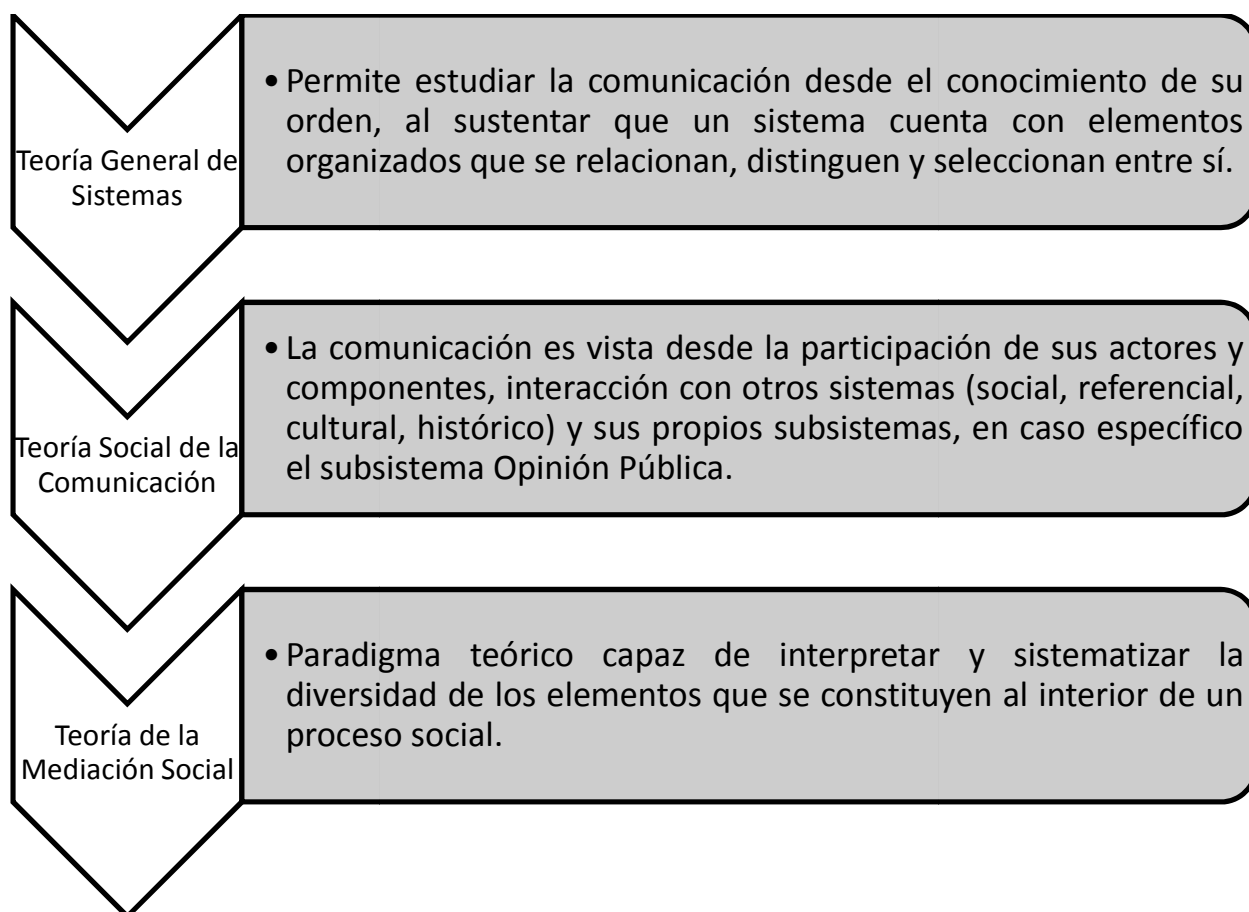 Teoría General de
Sistemas
• Permite estudiar la comunicación desde el conocimiento de su
orden, al sustentar que un sistema cuenta con elementos
organizados que se relacionan, distinguen y seleccionan entre sí.
Teoría Social de la
Comunicación
• La comunicación es vista desde la participación de sus actores y
componentes, interacción con otros sistemas (social, referencial,
cultural, histórico) y sus propios subsistemas, en caso específico
el subsistema Opinión Pública.
Teoría de la
Mediación Social
• Paradigma teórico capaz de interpretar y sistematizar la
diversidad de los elementos que se constituyen al interior de un
proceso social.